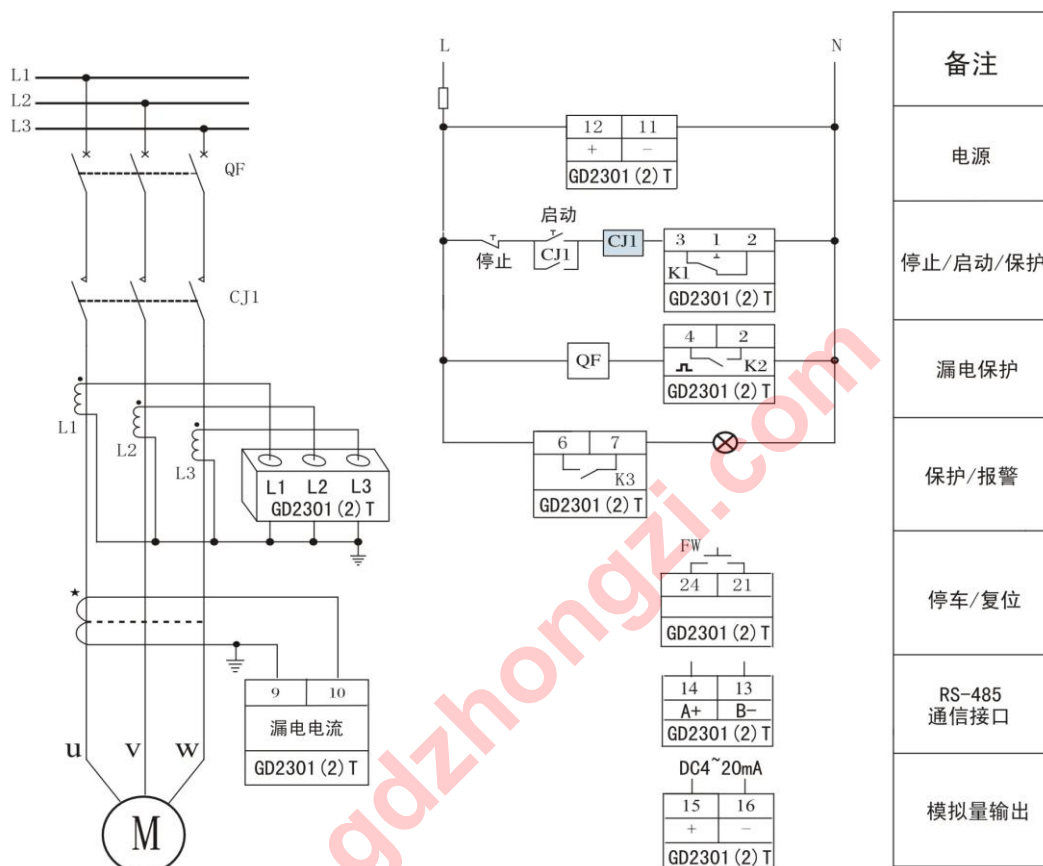 L1
L2
L3
QF
CJ1
L1
L2
L3
L1 L2 L3
GD2301(2)T
★
9 10
漏电电流
GD2301(2)T
u v w
M
L N
12 11
+ −
GD2301(2)T
启动
停止
CJ1
CJ1
3 1 2
K1
GD2301(2)T
QF
4 2
K2
GD2301(2)T
6 7
K3
GD2301(2)T
FW
24 21
GD2301(2)T
14 13
A+ B-
GD2301(2)T
DC4~20mA
15 16
+ −
GD2301(2)T
备注
电源
停止/启动/保护
漏电保护
保护/报警
停车/复位
RS-485
通信接口
模拟量输出
gdzhongzi.com